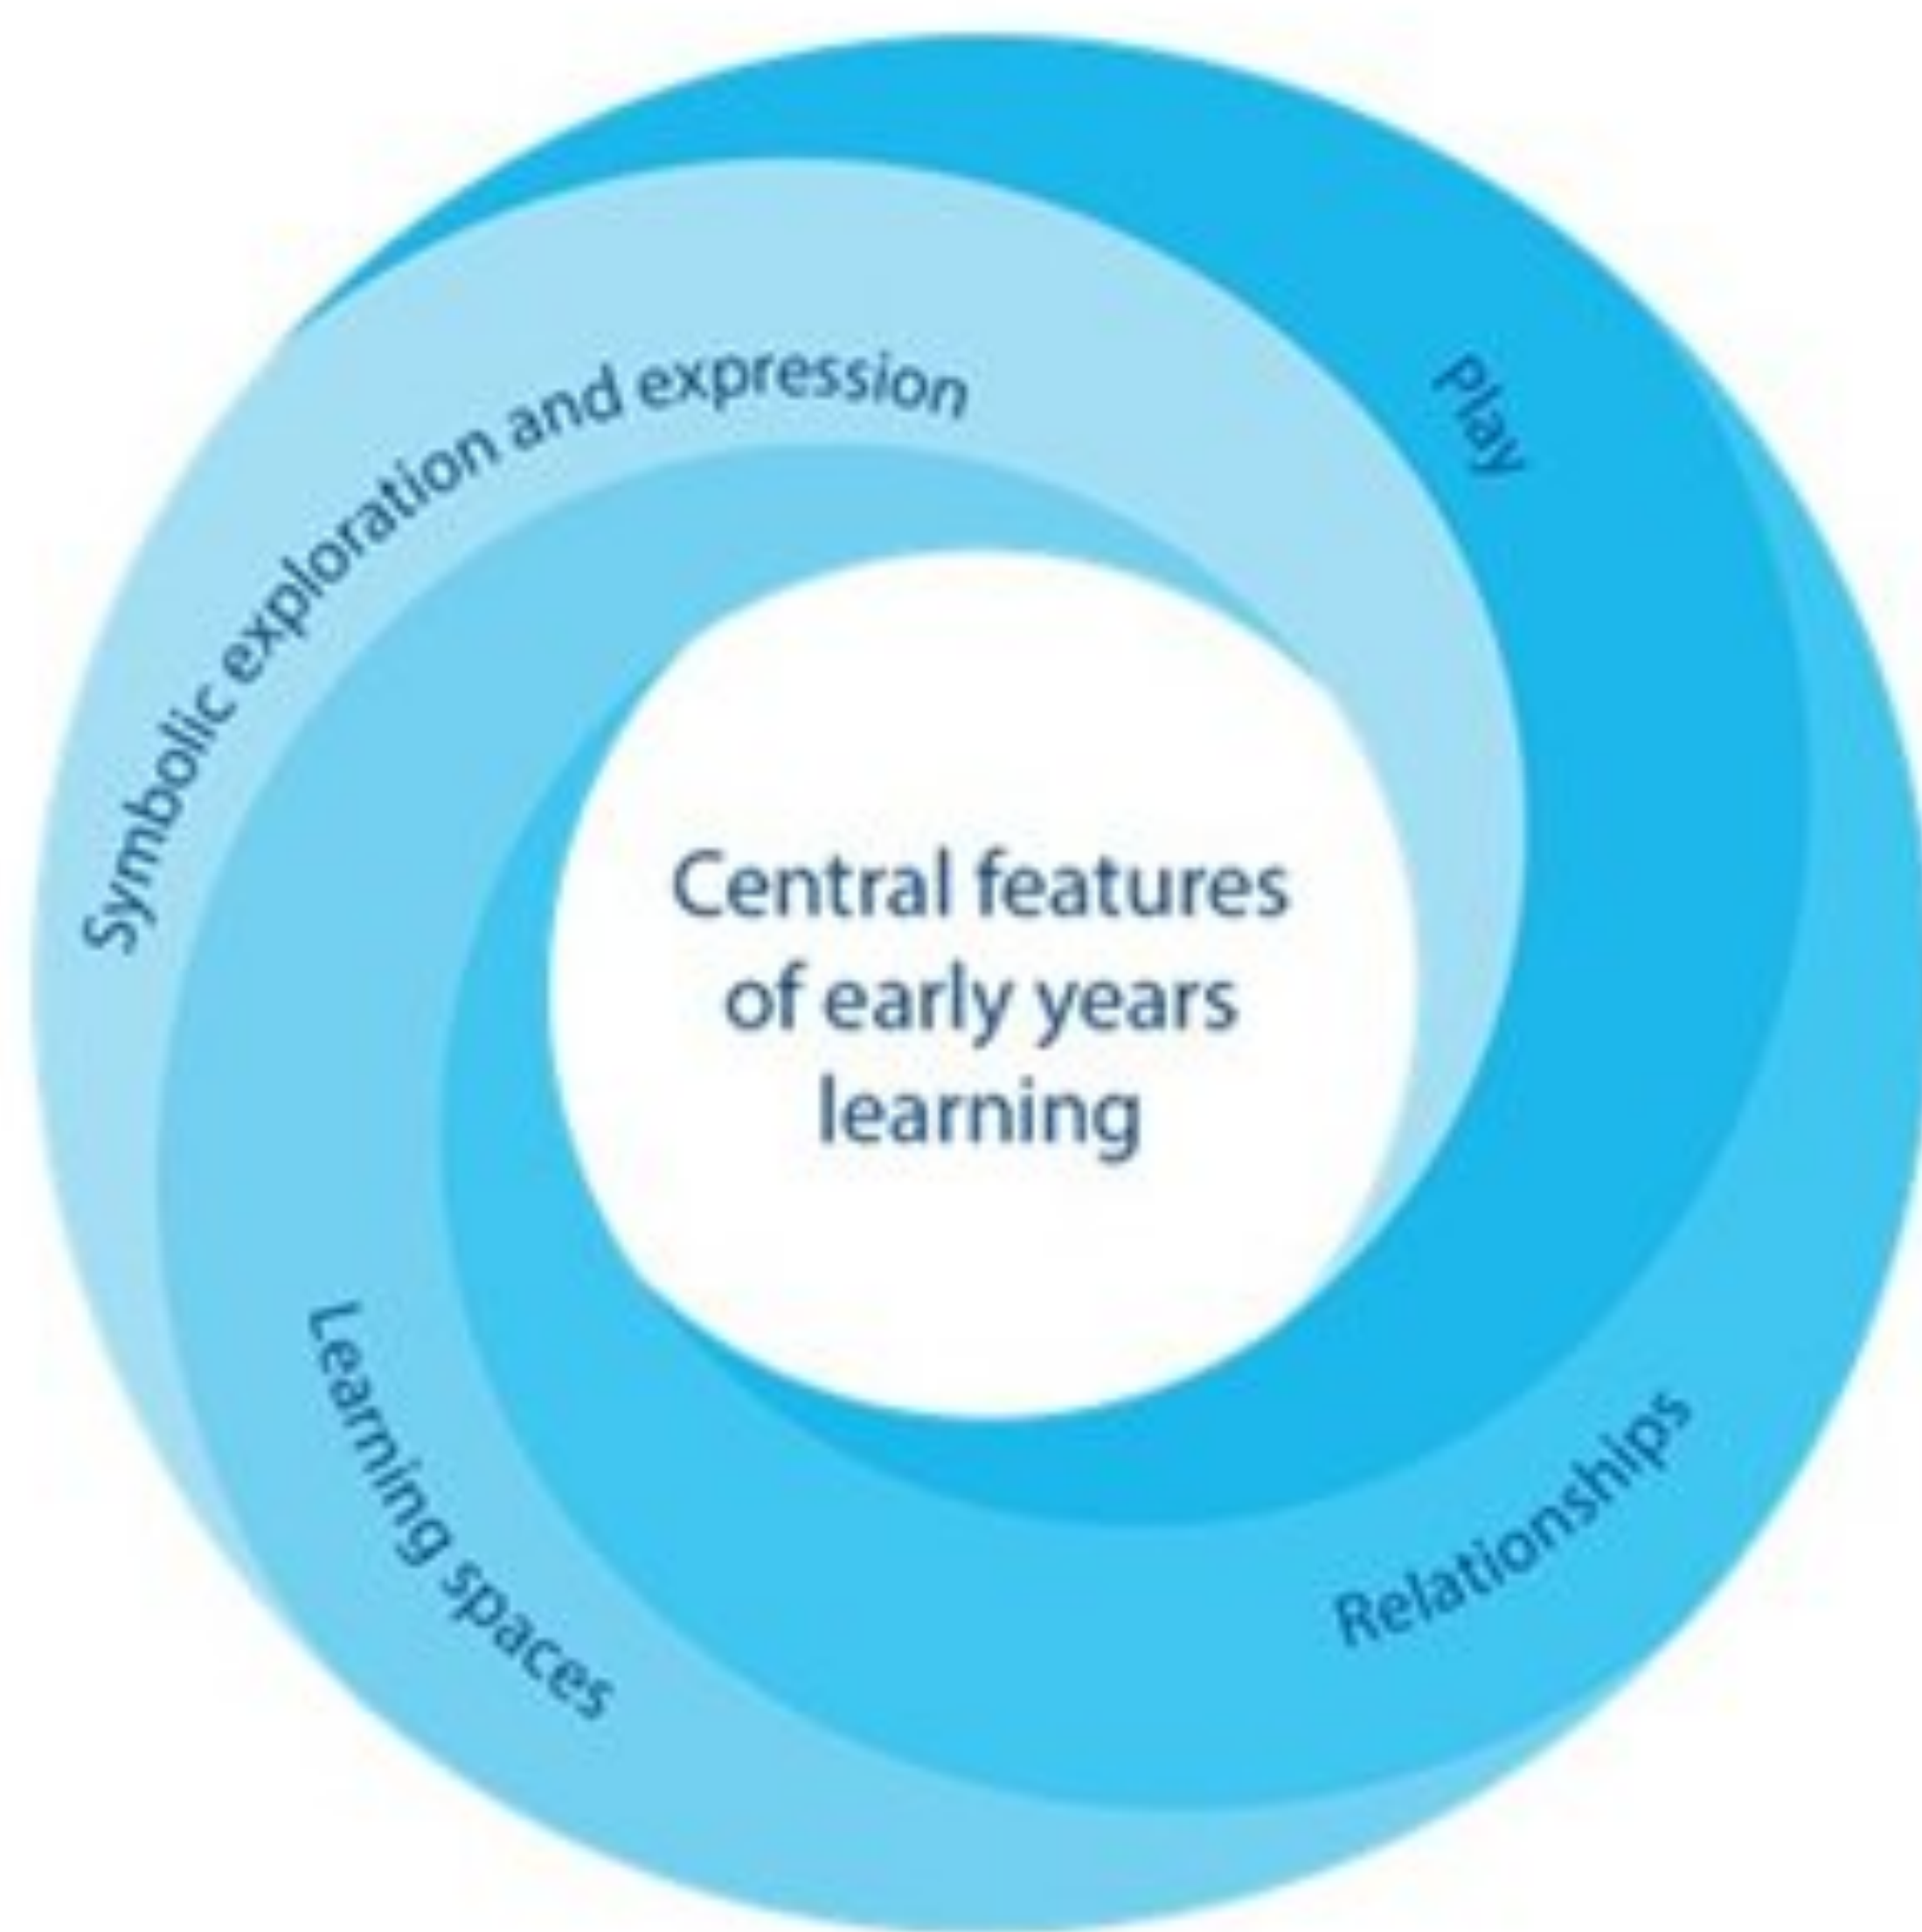 Central features
of early years
learning
Play
Relationships
Learning spaces
Symbolic exploration and expression